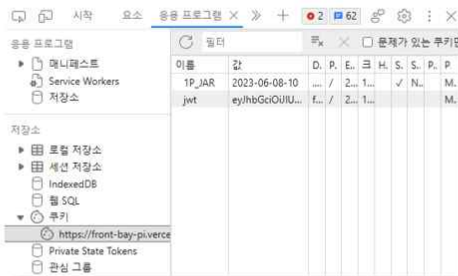 시작 요소 응용 프로그램 2 62
응용 프로그램
매니페스트
Service Workers
저장소
저장소
로컬 저장소
세션 저장소
IndexedDB
웹 SQL
쿠키
https://front-bay-pi.verce
Private State Tokens
관심 그룹
필터 문제가 있는 쿠키만
이름 값 D. P. E.. 크 H. S. S.. P.. P
1P_JAR 2023-06-08-10 .... / 2... 1... ✓ N.. M.
jwt eyJhbGciOiJIU... f... / 2... 1... M.